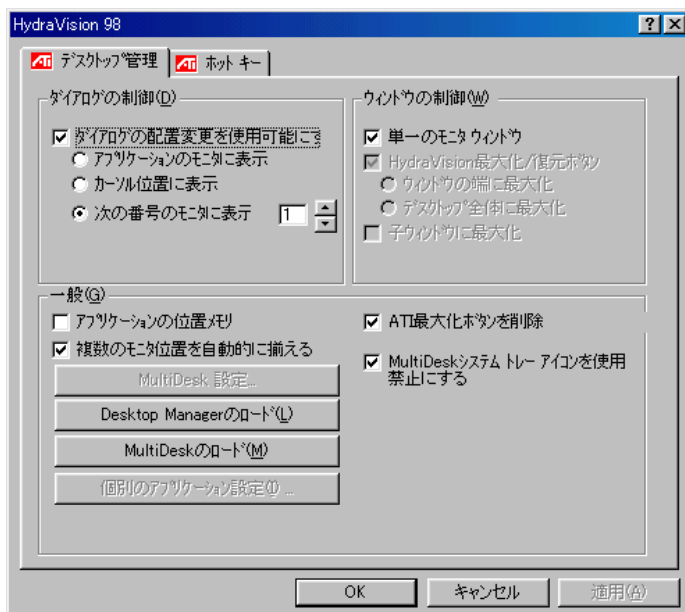 HydraVision 98
ATI デスクトップ管理
ATI ホット キー
ダイアログの制御(D)
ダイアログの配置変更を使用可能にす
アプリケーションのモニタに表示
カーソル位置に表示
次の番号のモニタに表示 1
ウィンドウの制御(W)
単一のモニタ ウィンドウ
HydraVision最大化/復元ボタン
ウィンドウの端に最大化
デスクトップ全体に最大化
子ウィンドウに最大化
一般(G)
アプリケーションの位置メモリ
複数のモニタ位置を自動的に揃える
MultiDesk 設定...
Desktop Managerのロード(L)
MultiDeskのロード(M)
個別のアプリケーション設定(I) ...
ATI最大化ボタンを削除
MultiDeskシステム トレー アイコンを使用
禁止にする
OK
キャンセル
適用(A)